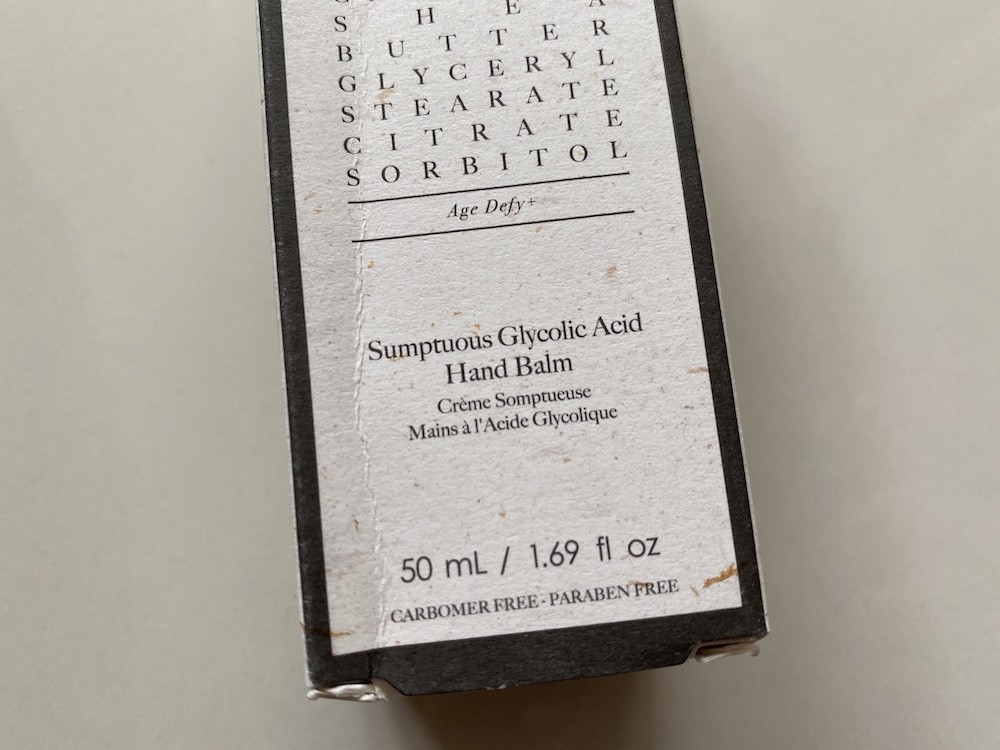 S H E A
B U T T E R
G L Y C E R Y L
S T E A R A T E
C I T R A T E
S O R B I T O L
Age Defy+
Sumptuous Glycolic Acid
Hand Balm
Crème Somptueuse
Mains à l'Acide Glycolique
50 mL / 1.69 fl oz
CARBOMER FREE - PARABEN FREE